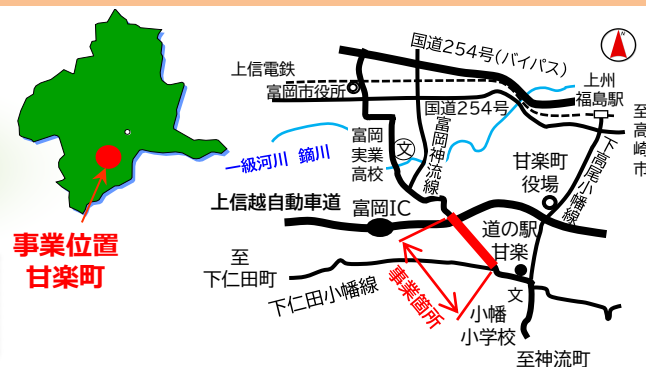 国道254号(バイパス)
N
上信電鉄
富岡市役所
国道254号
上州
福島駅
至
高
崎
市
富岡
実業
高校
文
富岡神流線
一級河川 鏑川
甘楽町
役場
下高尾小幡線
上信越自動車道
富岡IC
道の駅
甘楽
事業位置
甘楽町
至
下仁田町
下仁田小幡線
事業箇所
文
小幡
小学校
至神流町